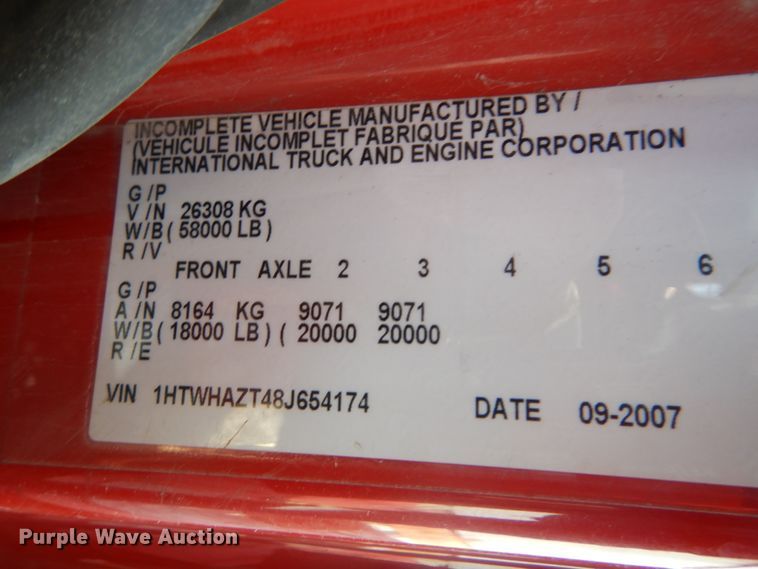 INCOMPLETE VEHICLE MANUFACTURED BY /
(VEHICULE INCOMPLET FABRIQUE PAR)
INTERNATIONAL TRUCK AND ENGINE CORPORATION
G /P
V /N 26308 KG
W/B ( 58000 LB )
R /V
FRONT AXLE 2 3 4 5 6
G /P
A /N 8164 KG 9071 9071
W/B ( 18000 LB ) ( 20000 20000
R /E
VIN 1HTWHAZT48J654174 DATE 09-2007
Purple Wave Auction®